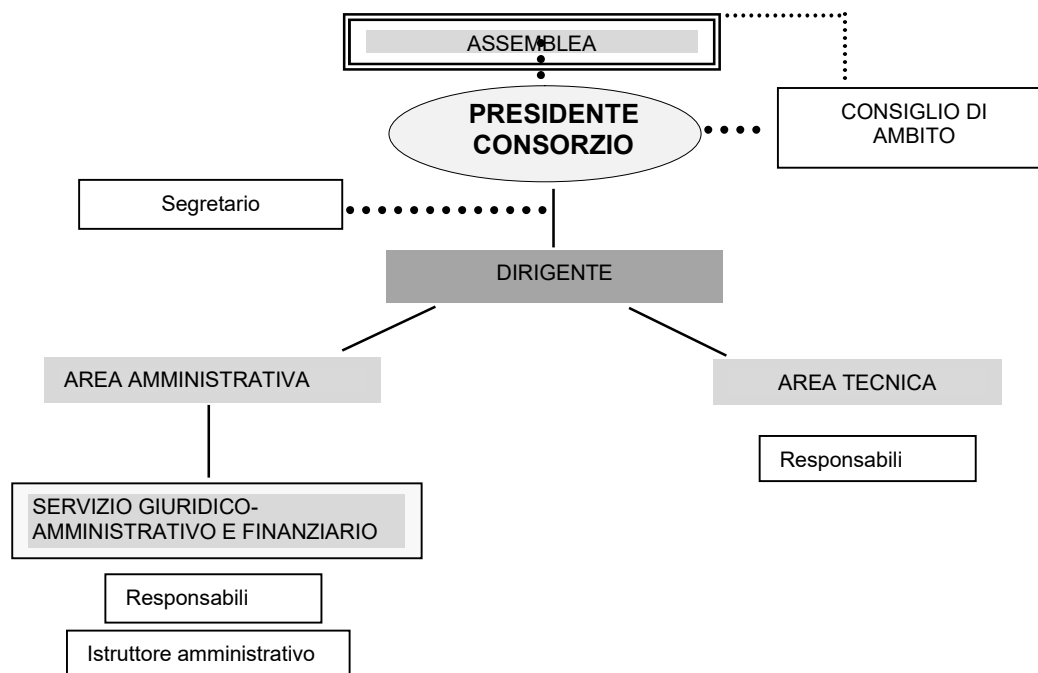 ASSEMBLEA
PRESIDENTE
CONSORZIO
CONSIGLIO DI
AMBITO
Segretario
DIRIGENTE
AREA AMMINISTRATIVA
AREA TECNICA
Responsabili
SERVIZIO GIURIDICO-
AMMINISTRATIVO E FINANZIARIO
Responsabili
Istruttore amministrativo